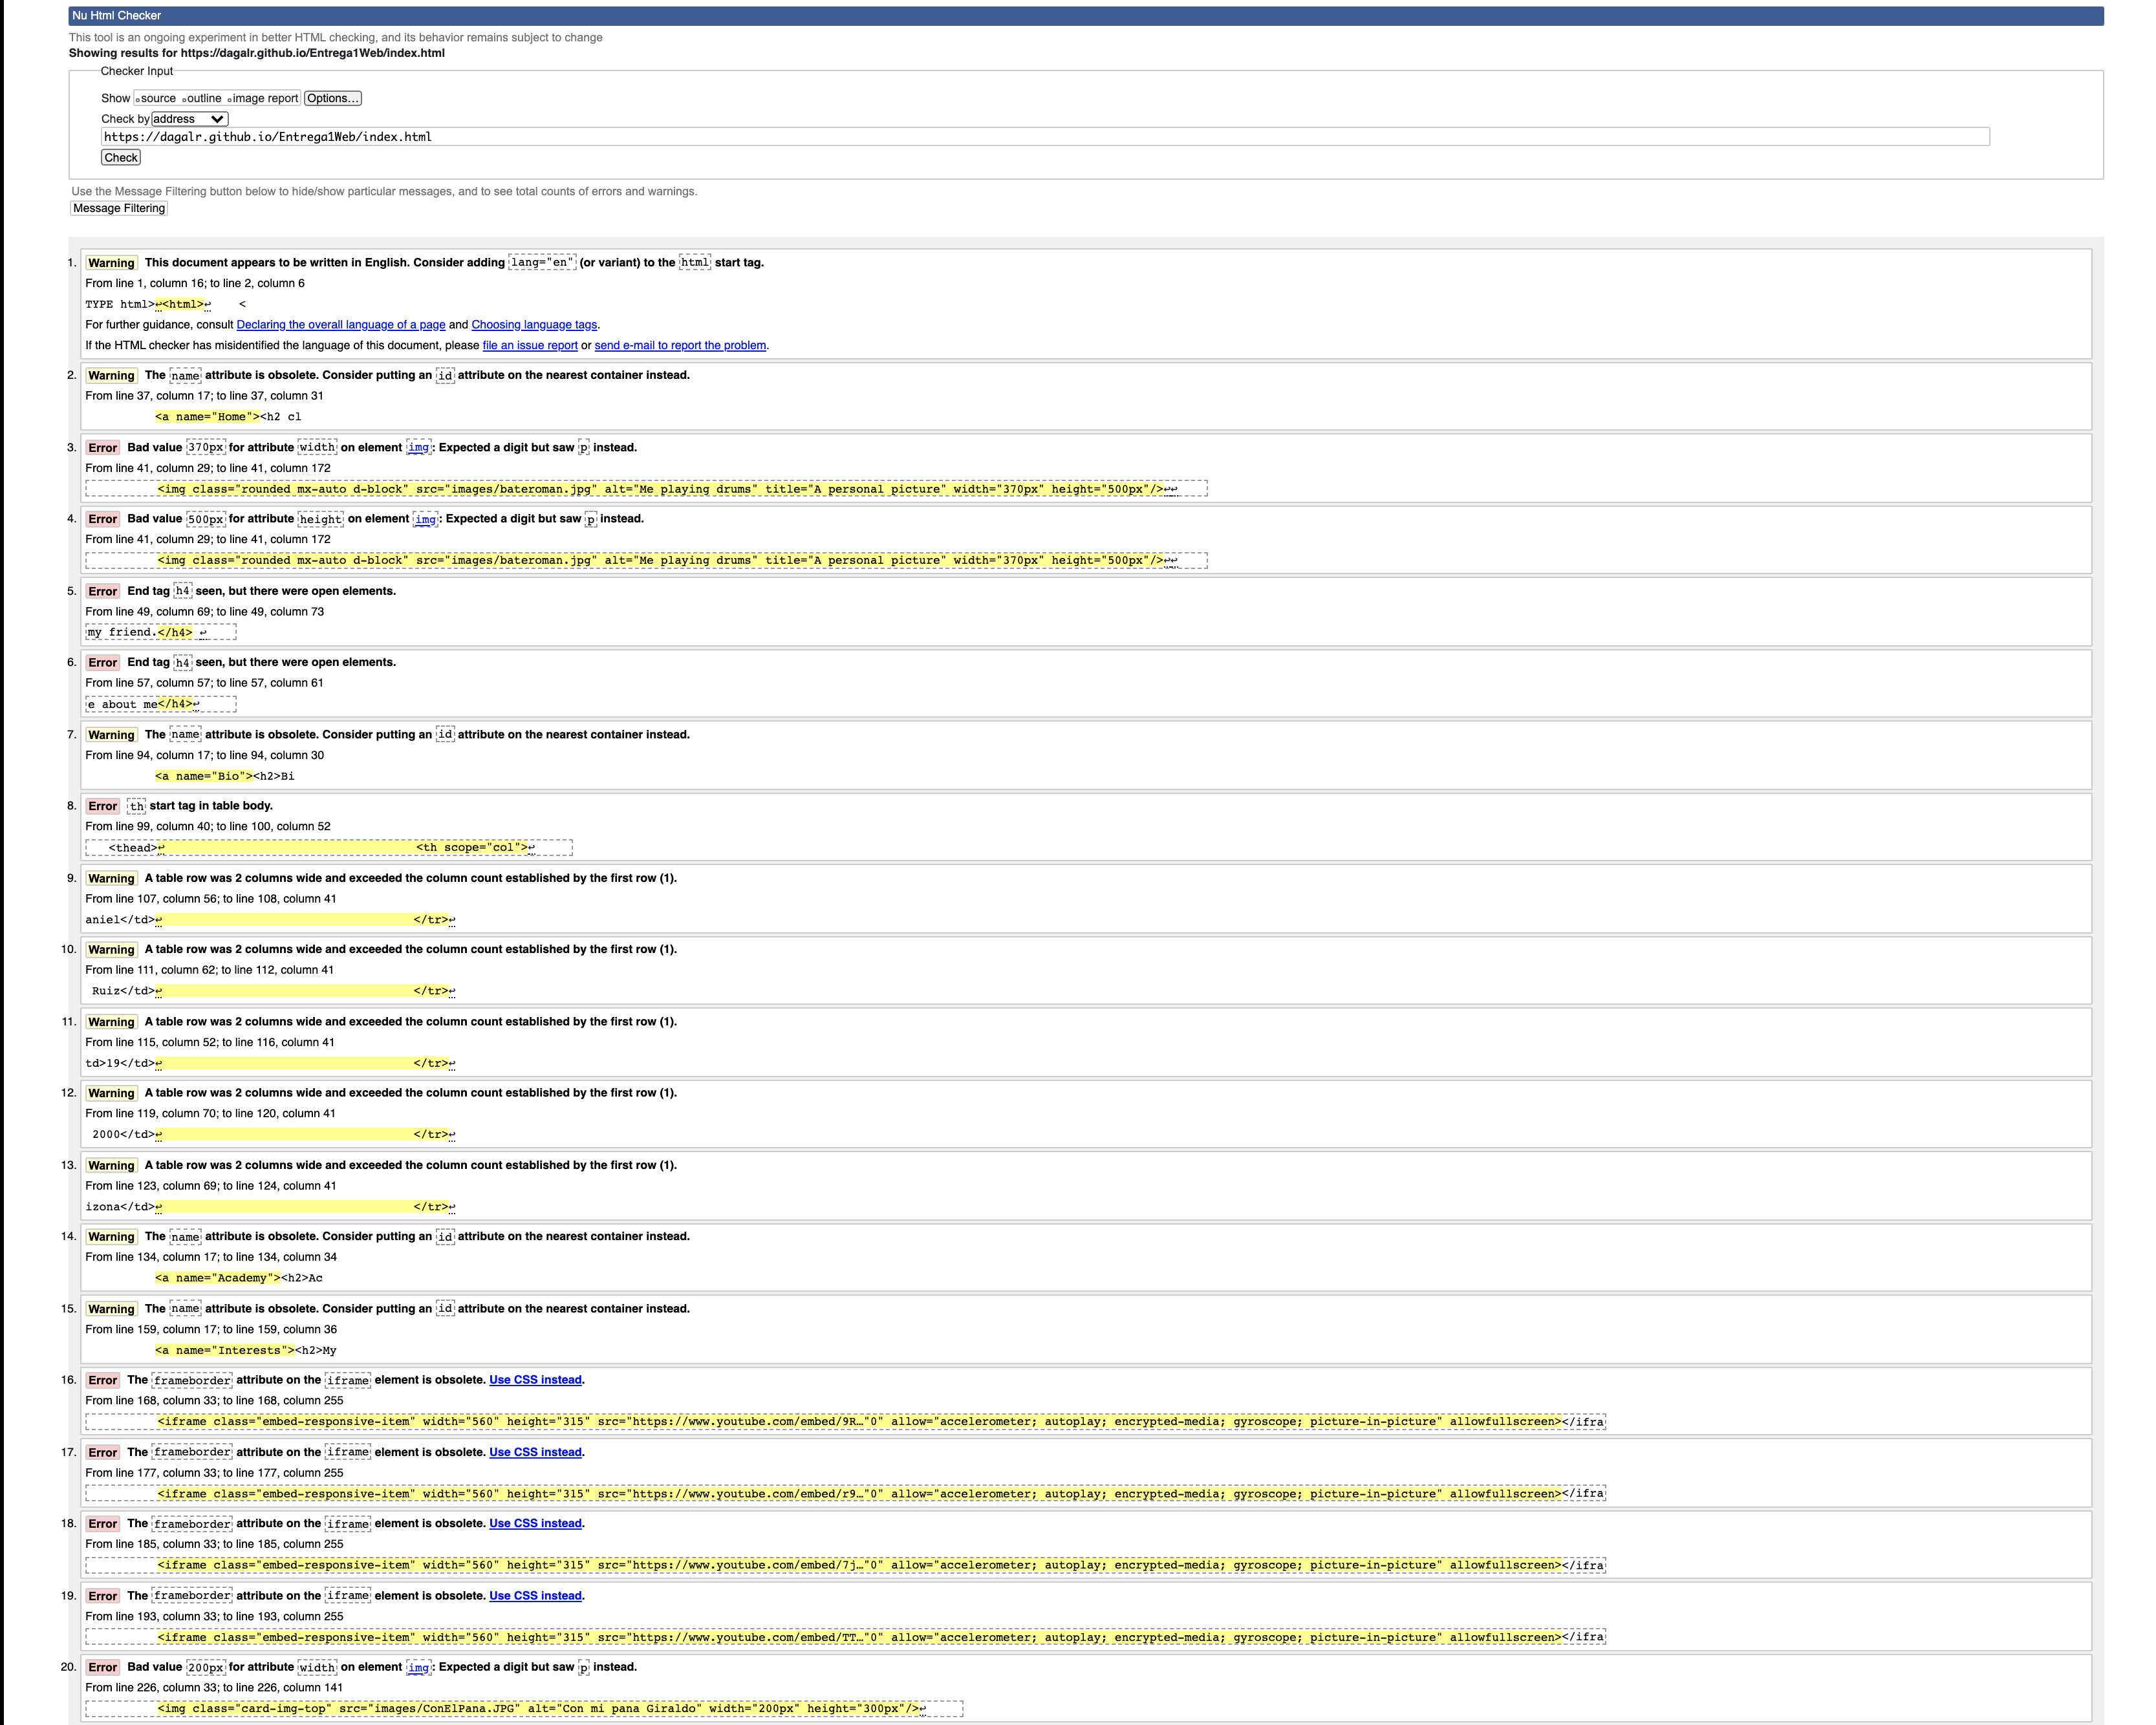 Nu Html Checker
This tool is an ongoing experiment in better HTML checking, and its behavior remains subject to change
Showing results for https://dagalr.github.io/Entrega1Web/index.html
Checker Input
Show source outline image report Options...
Check by address
https://dagalr.github.io/Entrega1Web/index.html
Check
Use the Message Filtering button below to hide/show particular messages, and to see total counts of errors and warnings.
Message Filtering
1. Warning This document appears to be written in English. Consider adding lang="en" (or variant) to the html start tag.
From line 1, column 16; to line 2, column 6
TYPE html>↩<html>↩ <
For further guidance, consult Declaring the overall language of a page and Choosing language tags.
If the HTML checker has misidentified the language of this document, please file an issue report or send e-mail to report the problem.
2. Warning The name attribute is obsolete. Consider putting an id attribute on the nearest container instead.
From line 37, column 17; to line 37, column 31
<a name="Home"><h2 cl
3. Error Bad value 370px for attribute width on element img: Expected a digit but saw p instead.
From line 41, column 29; to line 41, column 172
<img class="rounded mx-auto d-block" src="images/bateroman.jpg" alt="Me playing drums" title="A personal picture" width="370px" height="500px"/>↩↩
4. Error Bad value 500px for attribute height on element img: Expected a digit but saw p instead.
From line 41, column 29; to line 41, column 172
<img class="rounded mx-auto d-block" src="images/bateroman.jpg" alt="Me playing drums" title="A personal picture" width="370px" height="500px"/>↩↩
5. Error End tag h4 seen, but there were open elements.
From line 49, column 69; to line 49, column 73
my friend.</h4> ↩
6. Error End tag h4 seen, but there were open elements.
From line 57, column 57; to line 57, column 61
e about me</h4>↩
7. Warning The name attribute is obsolete. Consider putting an id attribute on the nearest container instead.
From line 94, column 17; to line 94, column 30
<a name="Bio"><h2>Bi
8. Error th start tag in table body.
From line 99, column 40; to line 100, column 52
<thead>↩ <th scope="col">↩
9. Warning A table row was 2 columns wide and exceeded the column count established by the first row (1).
From line 107, column 56; to line 108, column 41
aniel</td>↩ </tr>↩
10. Warning A table row was 2 columns wide and exceeded the column count established by the first row (1).
From line 111, column 62; to line 112, column 41
Ruiz</td>↩ </tr>↩
11. Warning A table row was 2 columns wide and exceeded the column count established by the first row (1).
From line 115, column 52; to line 116, column 41
td>19</td>↩ </tr>↩
12. Warning A table row was 2 columns wide and exceeded the column count established by the first row (1).
From line 119, column 70; to line 120, column 41
2000</td>↩ </tr>↩
13. Warning A table row was 2 columns wide and exceeded the column count established by the first row (1).
From line 123, column 69; to line 124, column 41
izona</td>↩ </tr>↩
14. Warning The name attribute is obsolete. Consider putting an id attribute on the nearest container instead.
From line 134, column 17; to line 134, column 34
<a name="Academy"><h2>Ac
15. Warning The name attribute is obsolete. Consider putting an id attribute on the nearest container instead.
From line 159, column 17; to line 159, column 36
<a name="Interests"><h2>My
16. Error The frameborder attribute on the iframe element is obsolete. Use CSS instead.
From line 168, column 33; to line 168, column 255
<iframe class="embed-responsive-item" width="560" height="315" src="https://www.youtube.com/embed/9R…"0" allow="accelerometer; autoplay; encrypted-media; gyroscope; picture-in-picture" allowfullscreen></ifra
17. Error The frameborder attribute on the iframe element is obsolete. Use CSS instead.
From line 177, column 33; to line 177, column 255
<iframe class="embed-responsive-item" width="560" height="315" src="https://www.youtube.com/embed/r9…"0" allow="accelerometer; autoplay; encrypted-media; gyroscope; picture-in-picture" allowfullscreen></ifra
18. Error The frameborder attribute on the iframe element is obsolete. Use CSS instead.
From line 185, column 33; to line 185, column 255
<iframe class="embed-responsive-item" width="560" height="315" src="https://www.youtube.com/embed/7j…"0" allow="accelerometer; autoplay; encrypted-media; gyroscope; picture-in-picture" allowfullscreen></ifra
19. Error The frameborder attribute on the iframe element is obsolete. Use CSS instead.
From line 193, column 33; to line 193, column 255
<iframe class="embed-responsive-item" width="560" height="315" src="https://www.youtube.com/embed/TT…"0" allow="accelerometer; autoplay; encrypted-media; gyroscope; picture-in-picture" allowfullscreen></ifra
20. Error Bad value 200px for attribute width on element img: Expected a digit but saw p instead.
From line 226, column 33; to line 226, column 141
<img class="card-img-top" src="images/ConElPana.JPG" alt="Con mi pana Giraldo" width="200px" height="300px"/>↩